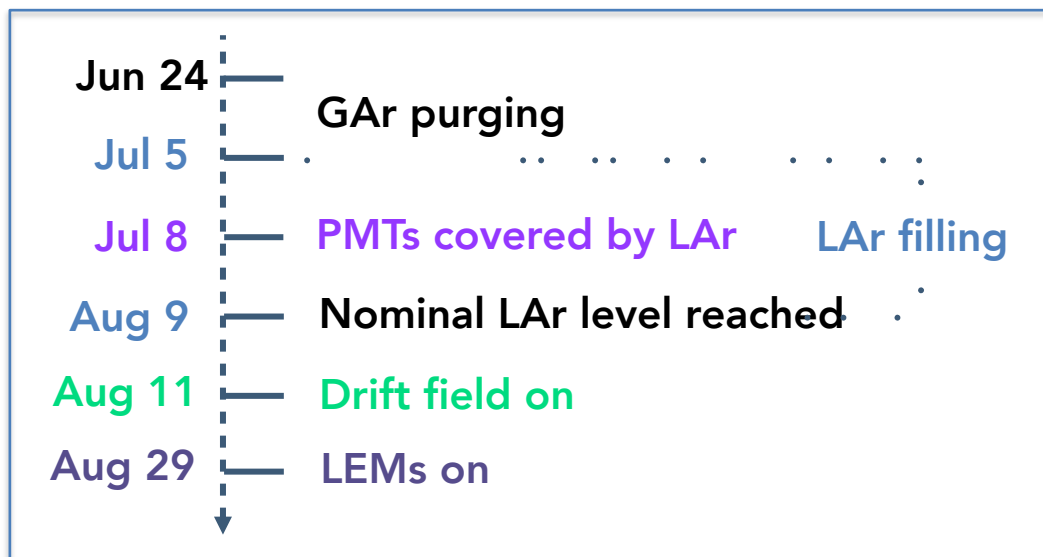 Jun 24
GAr purging
Jul 5
Jul 8 PMTs covered by LAr LAr filling
Aug 9 Nominal LAr level reached
Aug 11 Drift field on
Aug 29 LEMs on